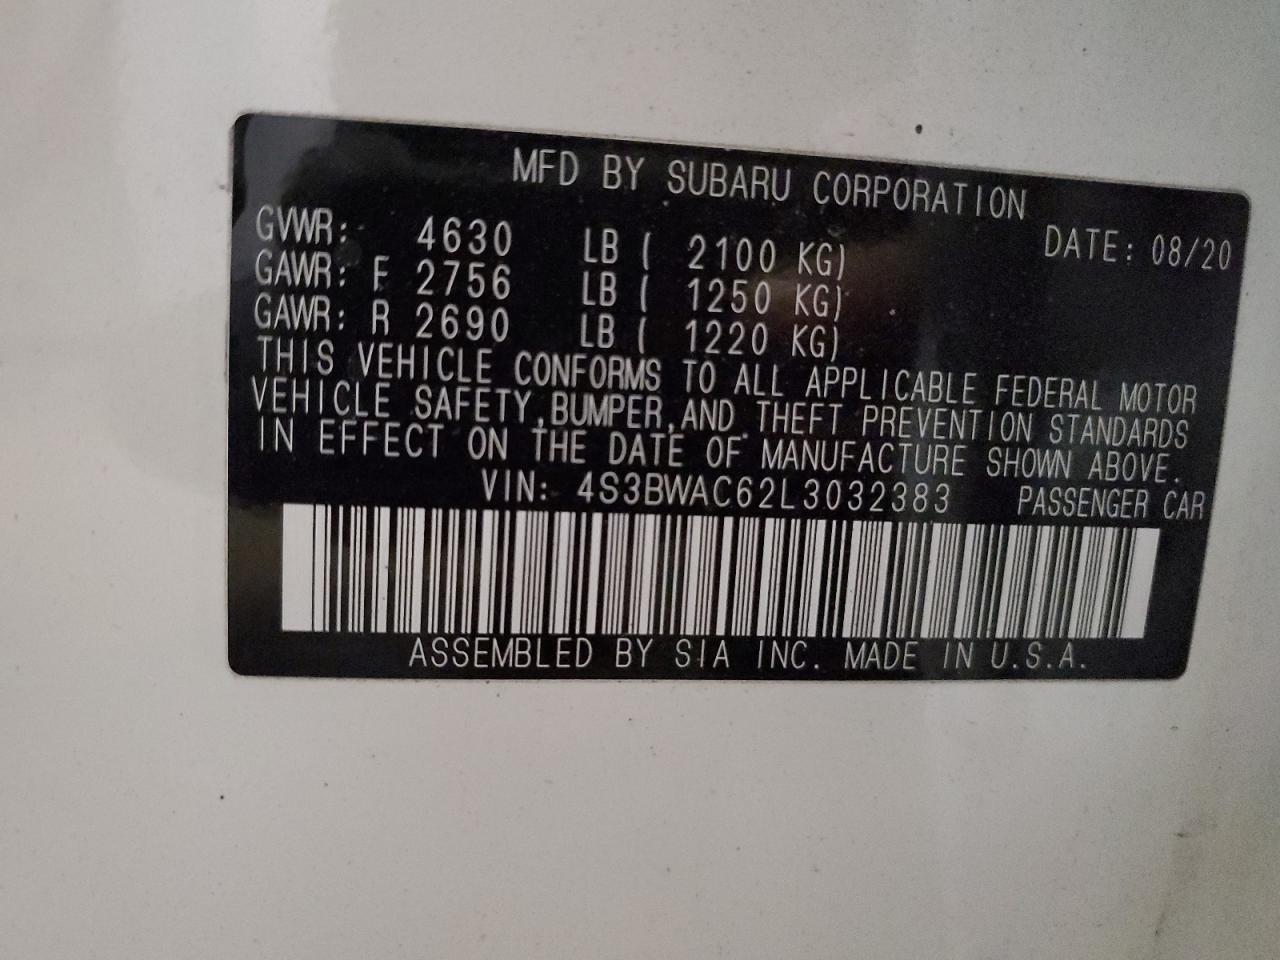 MFD BY SUBARU CORPORATION
GVWR: 4630 LB ( 2100 KG) DATE: 08/20
GAWR: F 2756 LB ( 1250 KG)
GAWR: R 2690 LB ( 1220 KG)
THIS VEHICLE CONFORMS TO ALL APPLICABLE FEDERAL MOTOR
VEHICLE SAFETY,BUMPER,AND THEFT PREVENTION STANDARDS
IN EFFECT ON THE DATE OF MANUFACTURE SHOWN ABOVE.
VIN: 4S3BWAC62L3032383 PASSENGER CAR
ASSEMBLED BY SIA INC. MADE IN U.S.A.